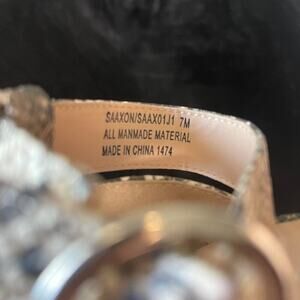 SAAXON/SAAX01J1 7M
ALL MANMADE MATERIAL
MADE IN CHINA 1474